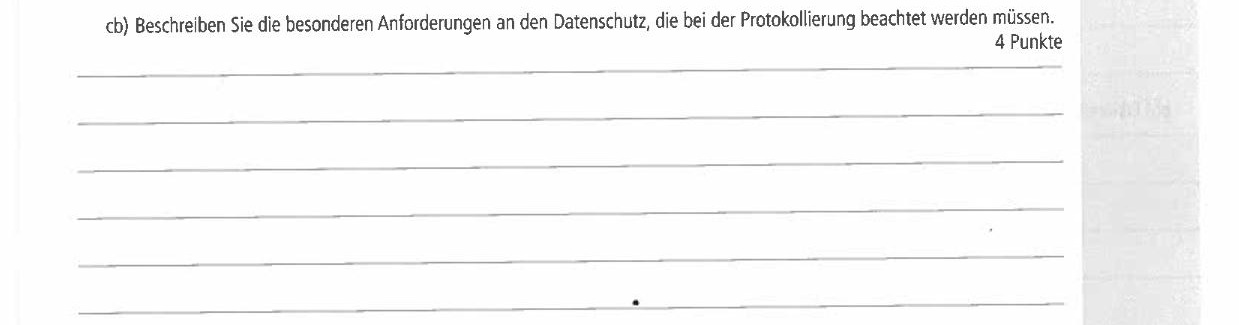 cb) Beschreiben Sie die besonderen Anforderungen an den Datenschutz, die bei der Protokollierung beachtet werden müssen.
4 Punkte